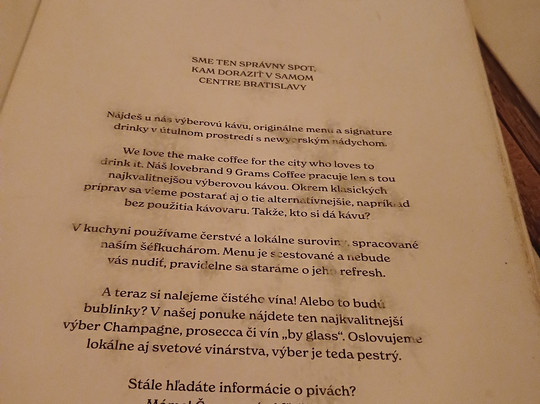 SME TEN SPRÁVNY SPOT,
KAM DORAZIŤ V SAMOM
CENTRE BRATISLAVY
Nájdeš u nás výberovú kávu, originálne menu a signature
drinky v útulnom prostredí s newyorským nádychom.
We love the make coffee for the city who loves to
drink it. Náš lovebrand 9 Grams Coffee pracuje len s tou
najkvalitnejšou výberovou kávou. Okrem klasických
príprav sa vieme postarať aj o tie alternatívnejšie, napríklad
bez použitia kávovaru. Takže, kto si dá kávu?
V kuchyni používame čerstvé a lokálne suroviny, spracované
naším šéfkuchárom. Menu je scestované a nebude
vás nudiť, pravidelne sa staráme o jeho refresh.
A teraz si nalejeme čistého vína! Alebo to budú
bublinky? V našej ponuke nájdete ten najkvalitnejší
výber Champagne, prosecca či vín „by glass“. Oslovujeme
lokálne aj svetové vinárstva, výber je teda pestrý.
Stále hľadáte informácie o pivách?